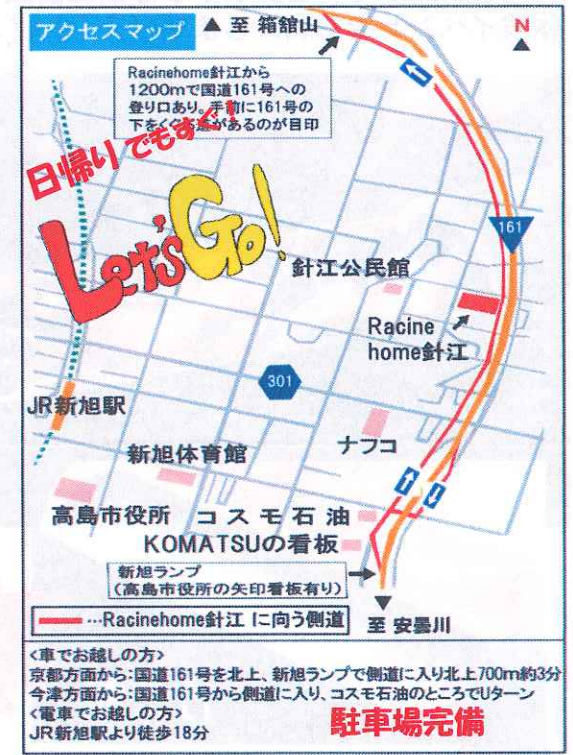 アクセスマップ
▲ 至 箱舘山
N
▲
Racinehome針江から
1200mで国道161号への
登り口あり。手前に161号の
下をくぐる道があるのが目印
日帰りでもすぐ!
Let's Go!
161
針江公民館
Racine
home針江
301
JR新旭駅
新旭体育館
ナフコ
高島市役所
コスモ石油
KOMATSUの看板
新旭ランプ
(高島市役所の矢印看板有り)
…Racinehome針江 に向う側道
▼
至 安曇川
<車でお越しの方>
京都方面から:国道161号を北上、新旭ランプで側道に入り北上700m約3分
今津方面から:国道161号から側道に入り、コスモ石油のところでUターン
<電車でお越しの方>
JR新旭駅より徒歩18分
駐車場完備